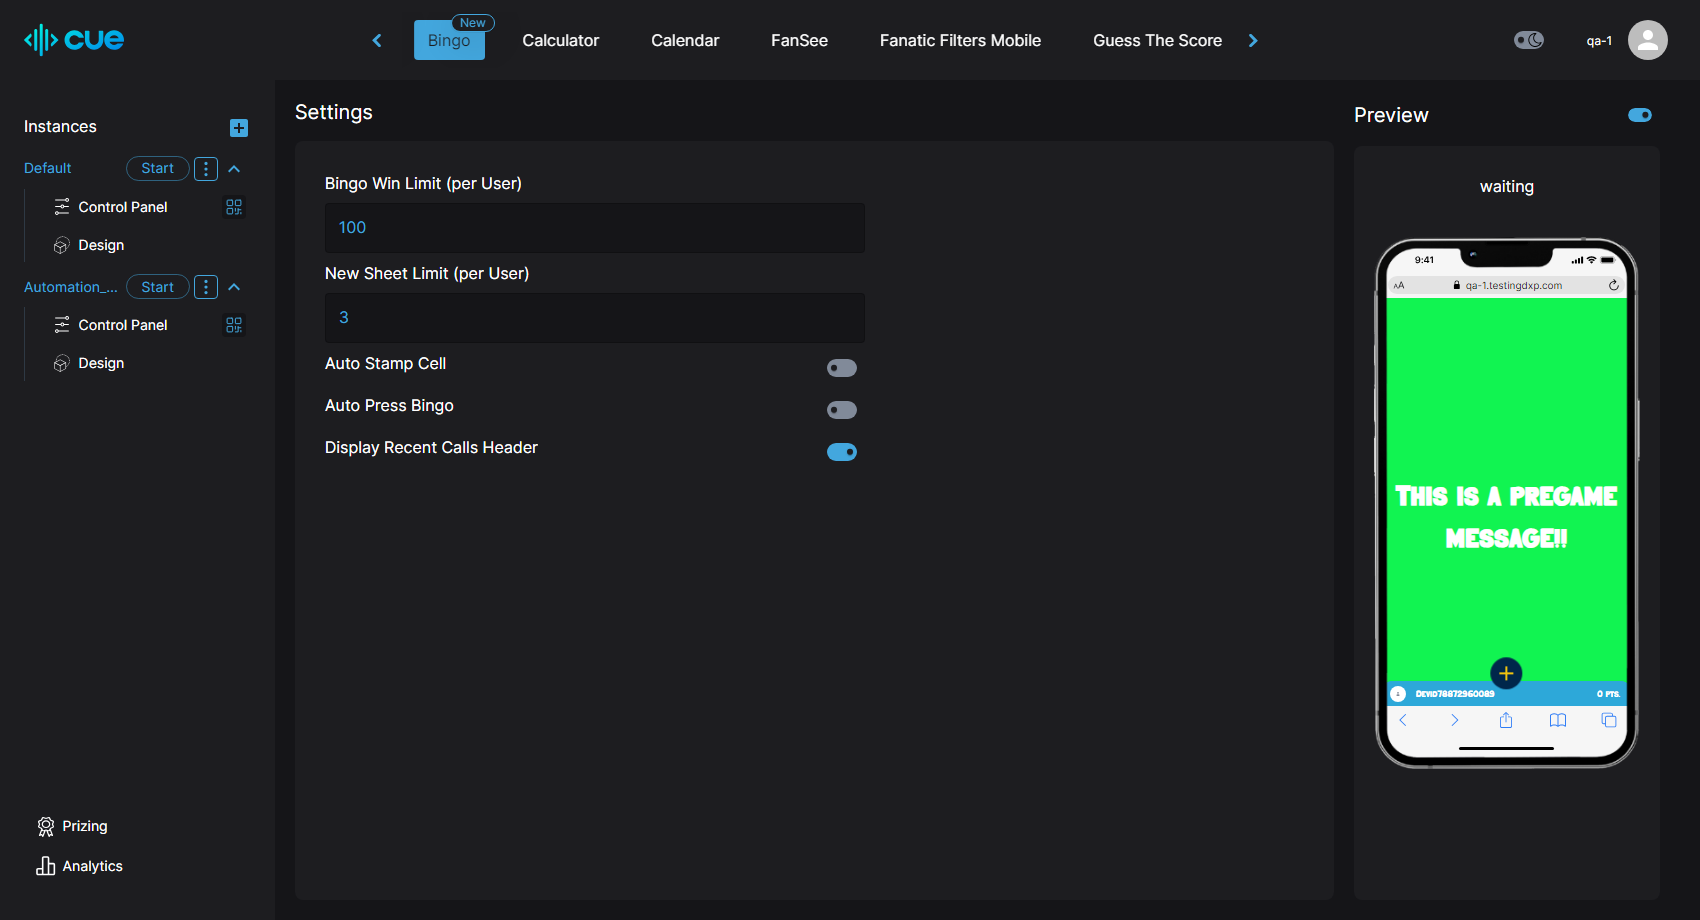 cue
New
Bingo
Calculator
Calendar
FanSee
Fanatic Filters Mobile
Guess The Score
qa-1
Instances
Default
Start
Control Panel
Design
Automation_...
Start
Control Panel
Design
Prizing
Analytics
Settings
Bingo Win Limit (per User)
100
New Sheet Limit (per User)
3
Auto Stamp Cell
Auto Press Bingo
Display Recent Calls Header
Preview
waiting
9:41
AA
qa-1.testingdxp.com
THIS IS A PREGAME
MESSAGE!!
DEVID78872960089
0 PTS.